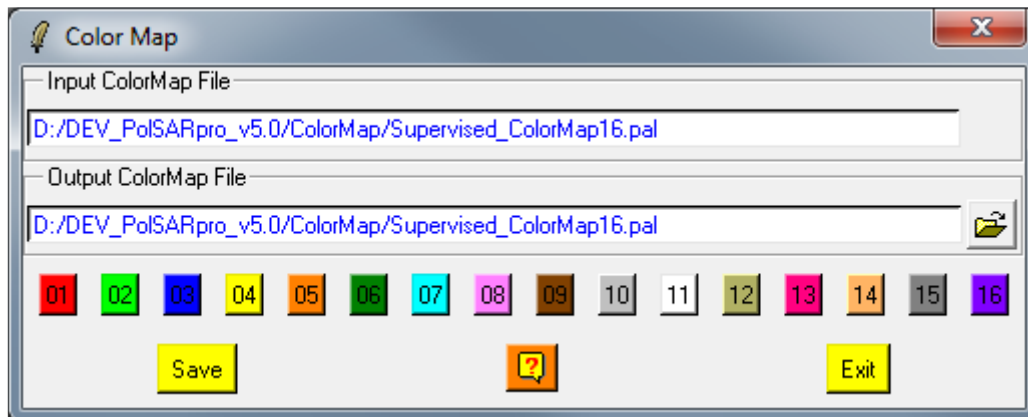 Color Map
Input ColorMap File
D:/DEV_PolSARpro_v5.0/ColorMap/Supervised_ColorMap16.pal
Output ColorMap File
D:/DEV_PolSARpro_v5.0/ColorMap/Supervised_ColorMap16.pal
01 02 03 04 05 06 07 08 09 10 11 12 13 14 15 16
Save ? Exit